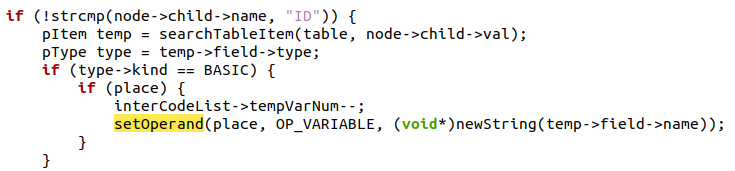 if (!strcmp(node->child->name, "ID")) {
    pItem temp = searchTableItem(table, node->child->val);
    pType type = temp->field->type;
    if (type->kind == BASIC) {
        if (place) {
            interCodeList->tempVarNum--;
            setOperand(place, OP_VARIABLE, (void*)newString(temp->field->name));
        }
    }